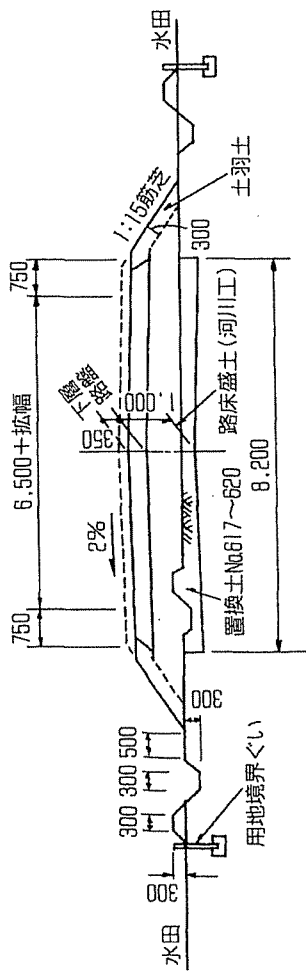 750
6,500＋拡幅
750
2%
下層
路盤
350
1,000
1:15筋芝
300
土羽土
水田
水田
300
300
300
500
300
用地境界ぐい
置換土No.617～620
路床盛土(河川工)
8,200